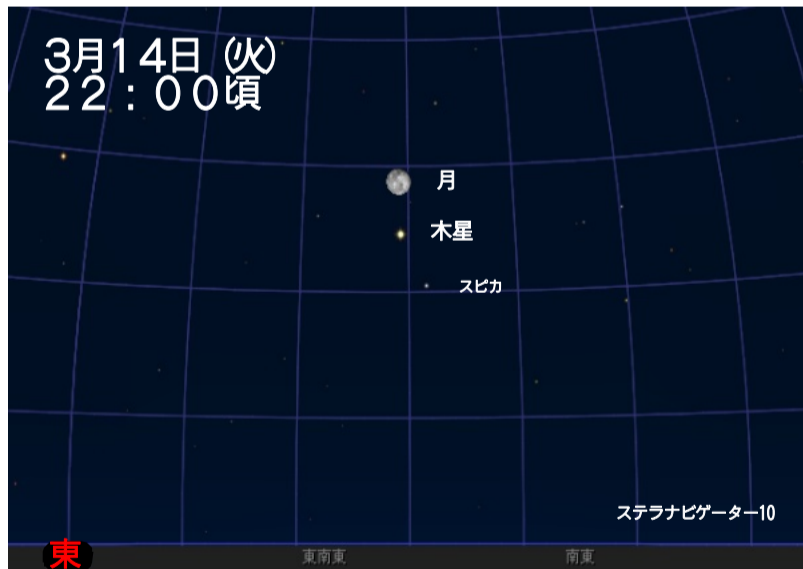 3月14日（火）
22：00頃
月
木星
スピカ
ステラナビゲーター10
東
東南東
南東